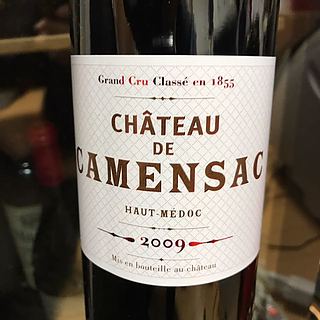 Grand Cru Classé en 1855
CHÂTEAU
DE
CAMENSAC
HAUT-MÉDOC
2009
Mis en bouteille au château